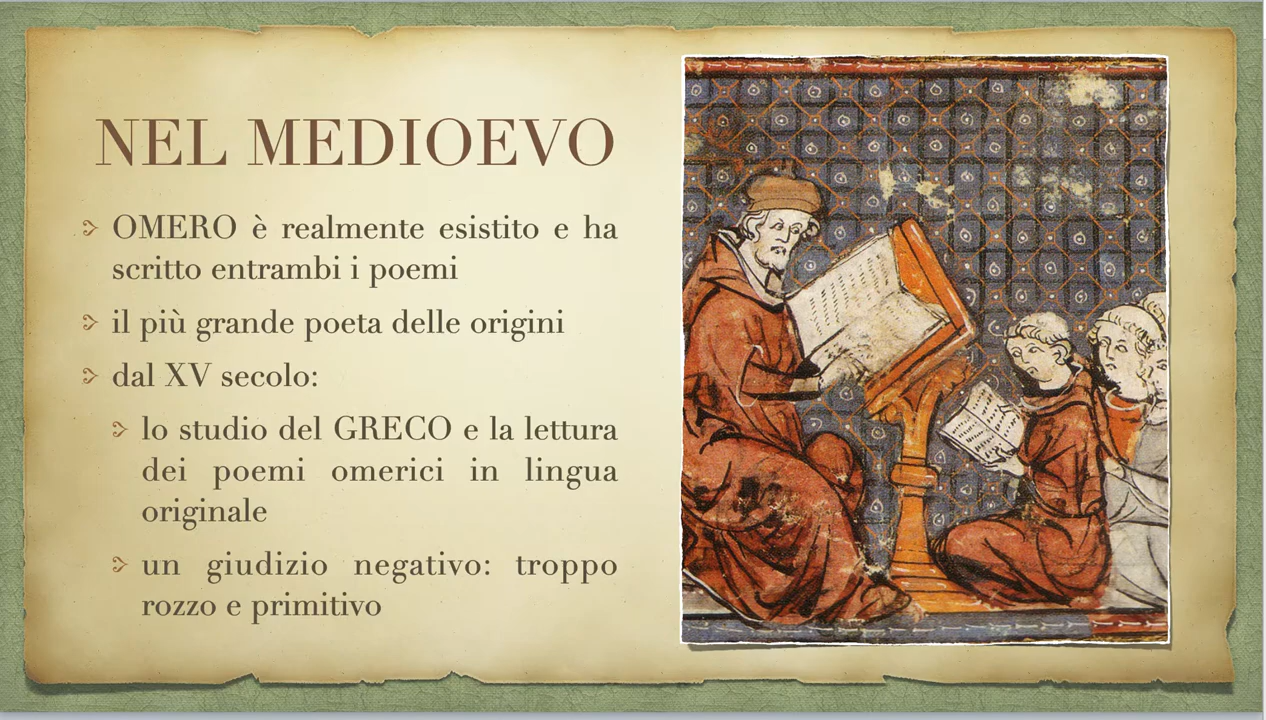 NEL MEDIOEVO
OMERO è realmente esistito e ha
scritto entrambi i poemi
il più grande poeta delle origini
dal XV secolo:
lo studio del GRECO e la lettura
dei poemi omerici in lingua
originale
un giudizio negativo: troppo
rozzo e primitivo